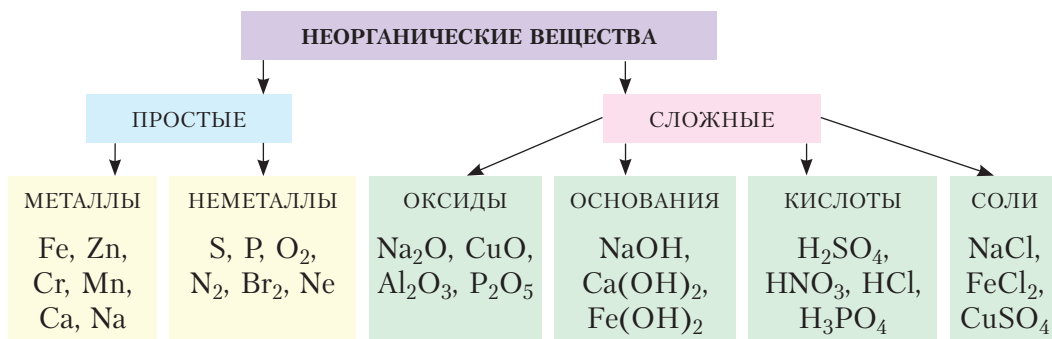 НЕОРГАНИЧЕСКИЕ ВЕЩЕСТВА
ПРОСТЫЕ
СЛОЖНЫЕ
МЕТАЛЛЫ
Fe, Zn,
Cr, Mn,
Ca, Na
НЕМЕТАЛЛЫ
S, P, O₂,
N₂, Br₂, Ne
ОКСИДЫ
Na₂O, CuO,
Al₂O₃, P₂O₅
ОСНОВАНИЯ
NaOH,
Ca(OH)₂,
Fe(OH)₂
КИСЛОТЫ
H₂SO₄,
HNO₃, HCl,
H₃PO₄
СОЛИ
NaCl,
FeCl₂,
CuSO₄